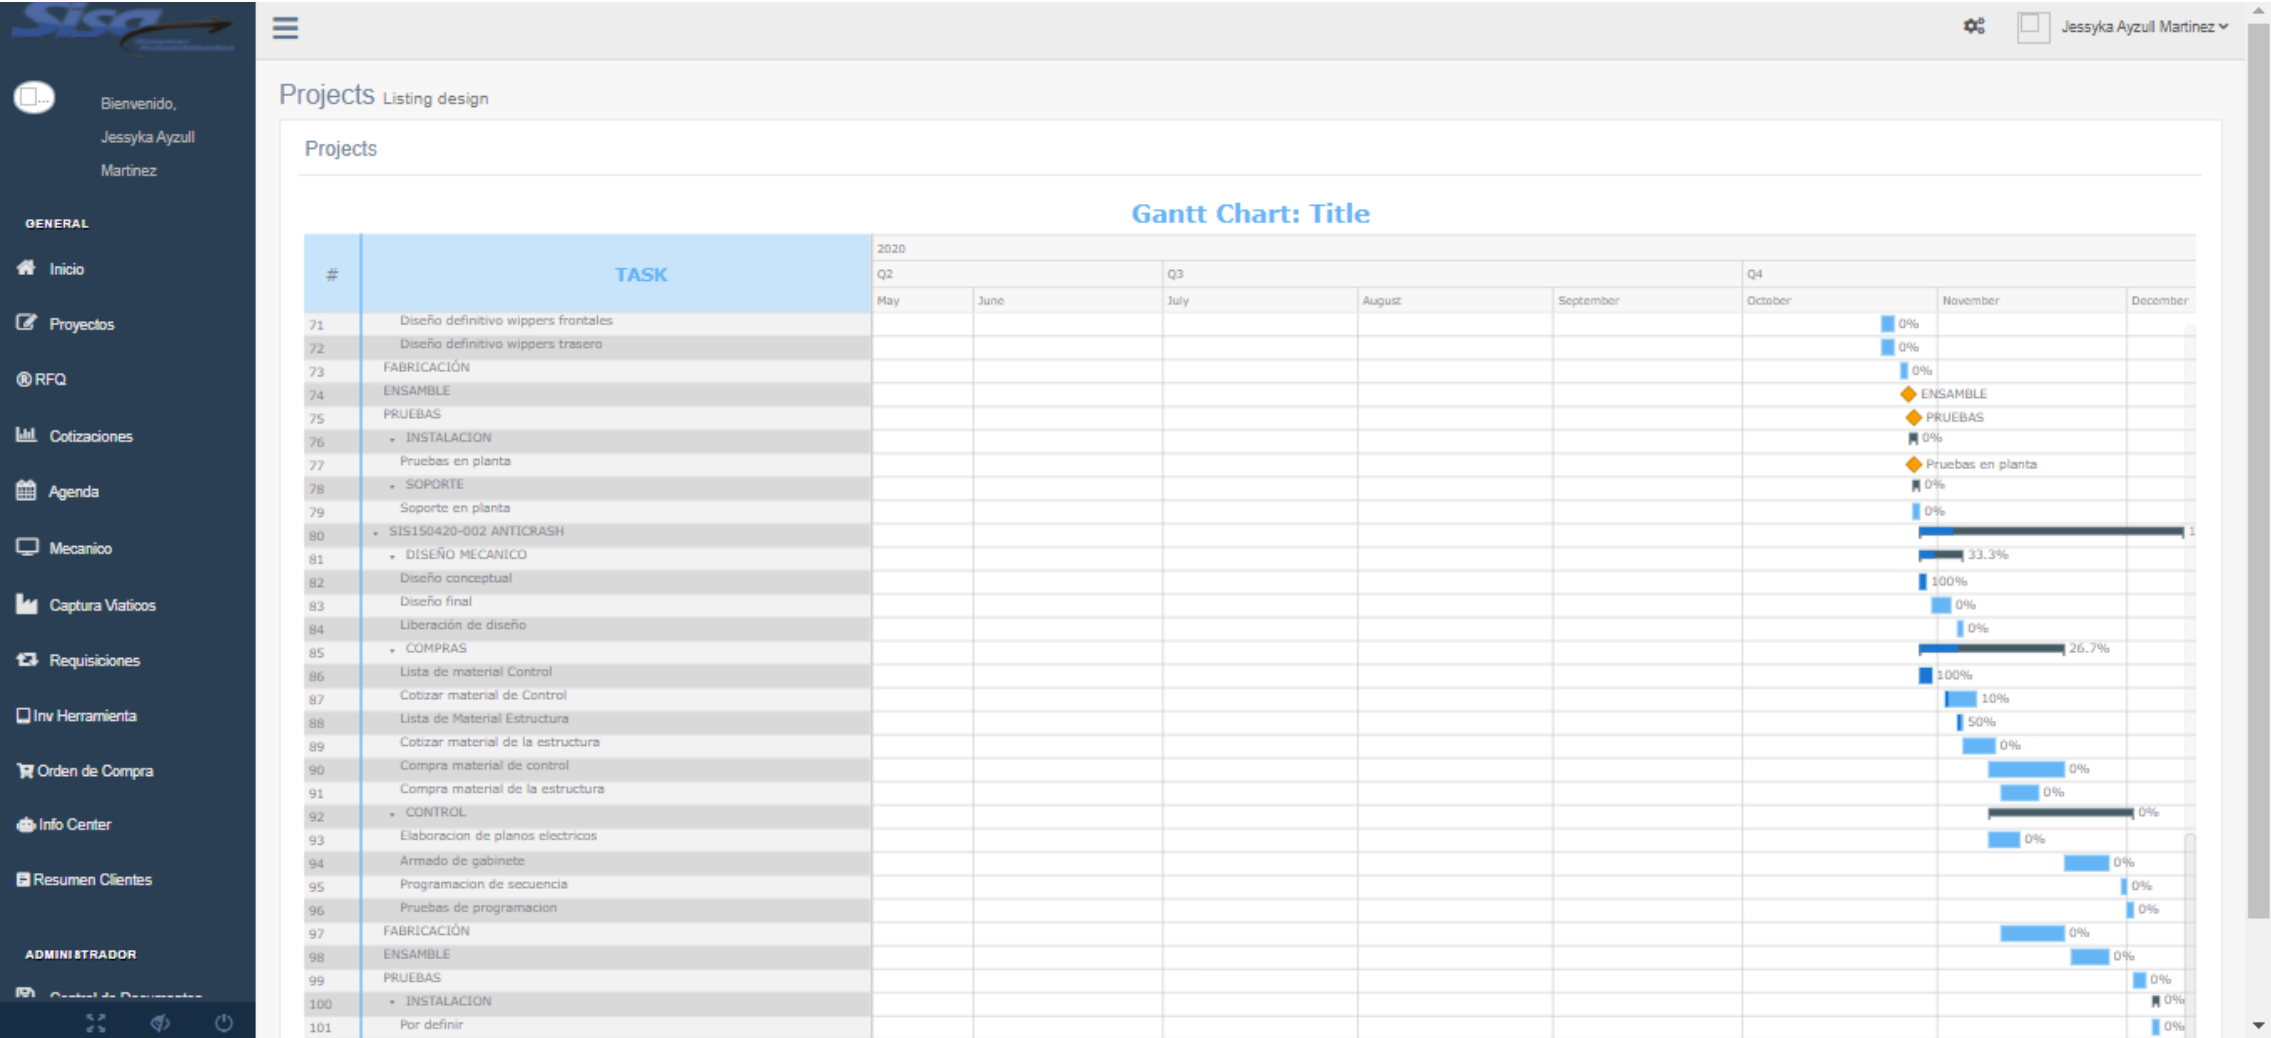 Sisa
Jessyka Ayzull Martinez
Bienvenido,
Jessyka Ayzull
Martinez
GENERAL
Inicio
Proyectos
RFQ
Cotizaciones
Agenda
Mecanico
Captura Viaticos
Requisiciones
Inv Herramienta
Orden de Compra
Info Center
Resumen Clientes
ADMINISTRADOR
Control de Documentos
Projects Listing design
Projects
Gantt Chart: Title
# TASK
2020
Q2 Q3 Q4
May June July August September October November December
71 Diseño definitivo wippers frontales 0%
72 Diseño definitivo wippers trasero 0%
73 FABRICACIÓN 0%
74 ENSAMBLE ENSAMBLE
75 PRUEBAS PRUEBAS
76 INSTALACION 0%
77 Pruebas en planta Pruebas en planta
78 SOPORTE 0%
79 Soporte en planta 0%
80 SIS150420-002 ANTICRASH 1
81 DISEÑO MECANICO 33.3%
82 Diseño conceptual 100%
83 Diseño final 0%
84 Liberación de diseño 0%
85 COMPRAS 26.7%
86 Lista de material Control 100%
87 Cotizar material de Control 10%
88 Lista de Material Estructura 50%
89 Cotizar material de la estructura 0%
90 Compra material de control 0%
91 Compra material de la estructura 0%
92 CONTROL 0%
93 Elaboracion de planos electricos 0%
94 Armado de gabinete 0%
95 Programacion de secuencia 0%
96 Pruebas de programacion 0%
97 FABRICACIÓN 0%
98 ENSAMBLE 0%
99 PRUEBAS 0%
100 INSTALACION 0%
101 Por definir 0%